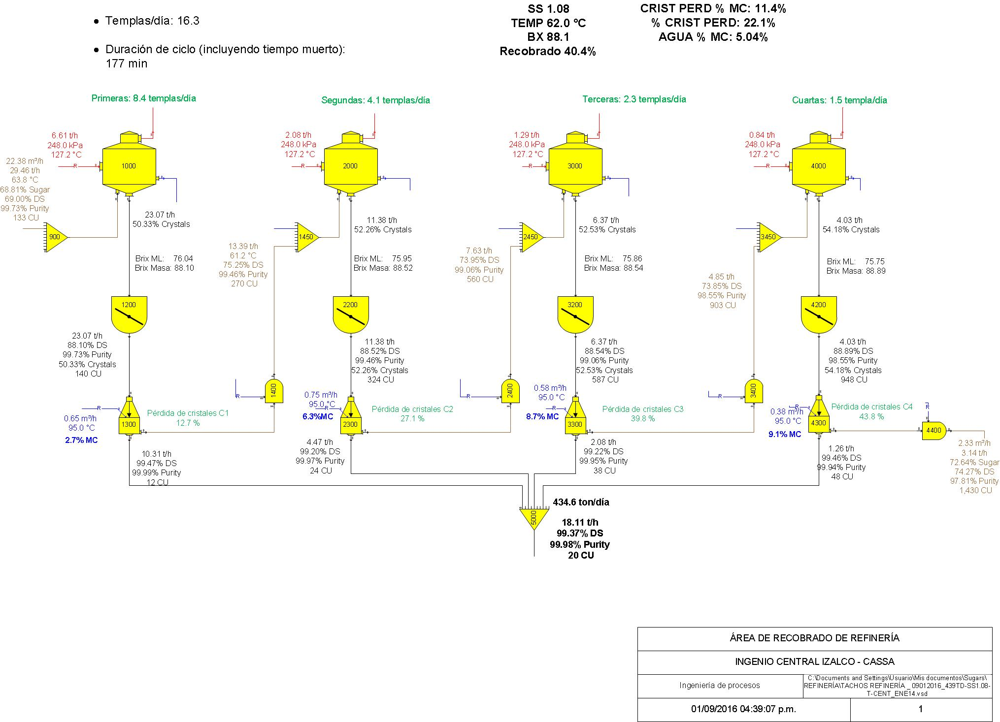 • Templas/día: 16.3
• Duración de ciclo (incluyendo tiempo muerto):
177 min
SS 1.08
TEMP 62.0 °C
BX 88.1
Recobrado 40.4%
CRIST PERD % MC: 11.4%
% CRIST PERD: 22.1%
AGUA % MC: 5.04%
Primeras: 8.4 templas/día
6.61 t/h
248.0 kPa
127.2 °C
R
1000
22.38 m³/h
29.46 t/h
63.8 °C
68.81% Sugar
69.00% DS
99.73% Purity
133 CU
900
23.07 t/h
50.33% Crystals
Brix ML: 76.04
Brix Masa: 88.10
1200
23.07 t/h
88.10% DS
99.73% Purity
50.33% Crystals
140 CU
R
0.65 m³/h
95.0 °C
2.7% MC
1300
Pérdida de cristales C1
12.7 %
10.31 t/h
99.47% DS
99.99% Purity
12 CU
Segundas: 4.1 templas/día
2.08 t/h
248.0 kPa
127.2 °C
R
2000
1450
13.39 t/h
61.2 °C
75.25% DS
99.46% Purity
270 CU
R
1400
11.38 t/h
52.26% Crystals
Brix ML: 75.95
Brix Masa: 88.52
2200
11.38 t/h
88.52% DS
99.46% Purity
52.26% Crystals
324 CU
0.75 m³/h
95.0 °C
R
6.3%MC
2300
Pérdida de cristales C2
27.1 %
4.47 t/h
99.20% DS
99.97% Purity
24 CU
Terceras: 2.3 templas/día
1.29 t/h
248.0 kPa
127.2 °C
R
3000
2450
7.63 t/h
73.95% DS
99.06% Purity
560 CU
R
2400
6.37 t/h
52.53% Crystals
Brix ML: 75.86
Brix Masa: 88.54
3200
6.37 t/h
88.54% DS
99.06% Purity
52.53% Crystals
587 CU
0.58 m³/h
95.0 °C
R
8.7% MC
3300
Pérdida de cristales C3
39.8 %
2.08 t/h
99.22% DS
99.95% Purity
38 CU
Cuartas: 1.5 templa/día
0.84 t/h
248.0 kPa
127.2 °C
R
4000
3450
4.85 t/h
73.85% DS
98.55% Purity
903 CU
R
3400
4.03 t/h
54.18% Crystals
Brix ML: 75.75
Brix Masa: 88.89
4200
4.03 t/h
88.89% DS
98.55% Purity
54.18% Crystals
948 CU
R
0.38 m³/h
95.0 °C
9.1% MC
4300
Pérdida de cristales C4
43.8 %
R
4400
1.26 t/h
99.46% DS
99.94% Purity
48 CU
2.33 m³/h
3.14 t/h
72.64% Sugar
74.27% DS
97.81% Purity
1,430 CU
5000
434.6 ton/día
18.11 t/h
99.37% DS
99.98% Purity
20 CU
ÁREA DE RECOBRADO DE REFINERÍA
INGENIO CENTRAL IZALCO - CASSA
Ingeniería de procesos
C:\Documents and Settings\Usuario\Mis documentos\Sugars\
REFINERÍA\TACHOS REFINERÍA _ 09012016_439TD-SS1.08-
T-CENT_ENE14.vsd
01/09/2016 04:39:07 p.m.
1